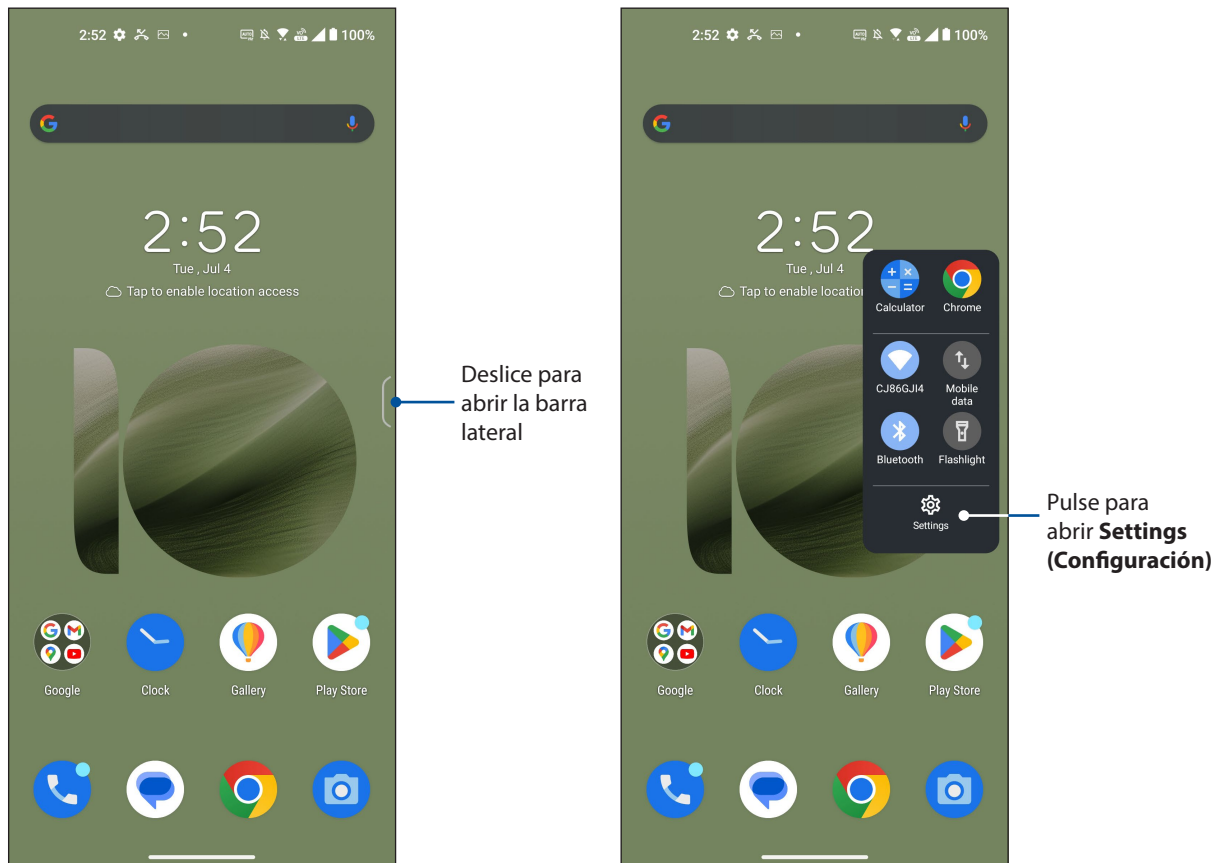 2:52 100%
2:52
Tue , Jul 4
Tap to enable location access
Google Clock Gallery Play Store
Deslice para
abrir la barra
lateral
2:52 100%
2:52
Tue , Jul 4
Tap to enable
Calculator Chrome
CJ86GJI4 Mobile
data
Bluetooth Flashlight
Settings
Google Clock Gallery Play Store
Pulse para
abrir Settings
(Configuración)